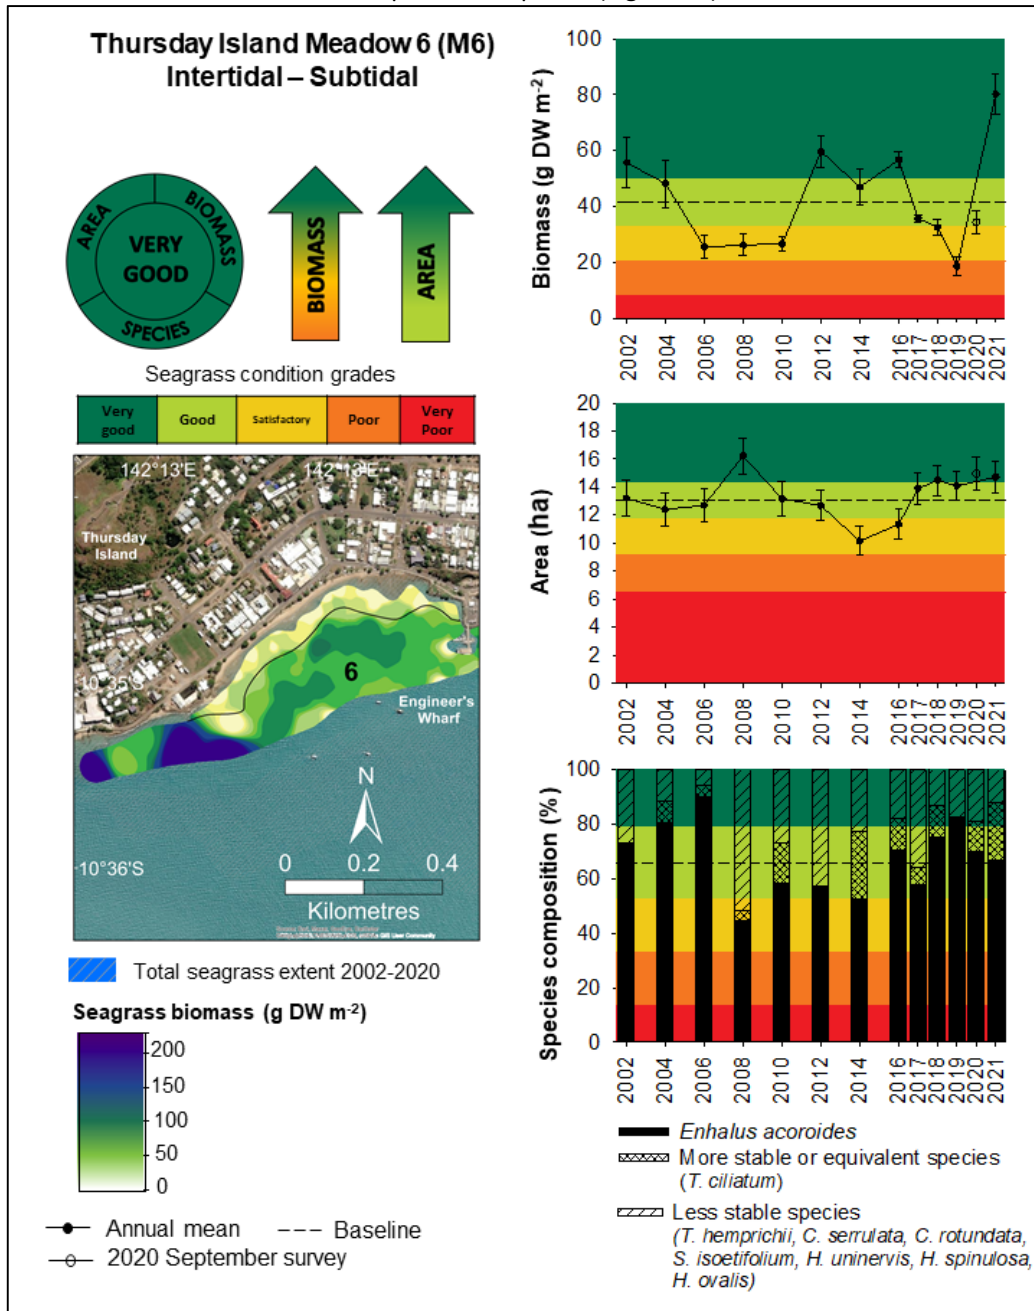 Thursday Island Meadow 6 (M6)
Intertidal – Subtidal
AREA
BIOMASS
VERY
GOOD
SPECIES
BIOMASS
AREA
Seagrass condition grades
Very good
Good
Satisfactory
Poor
Very Poor
142°13'E
142°13'E
Thursday
Island
10°35'S
6
Engineer's
Wharf
N
10°36'S
0 0.2 0.4
Kilometres
Total seagrass extent 2002-2020
Seagrass biomass (g DW m-2)
200
150
100
50
0
Annual mean
Baseline
2020 September survey
Biomass (g DW m-2)
100
80
60
40
20
0
2002 2004 2006 2008 2010 2012 2014 2016 2017 2018 2019 2020 2021
Area (ha)
20
18
16
14
12
10
8
6
4
2
0
2002 2004 2006 2008 2010 2012 2014 2016 2017 2018 2019 2020 2021
Species composition (%)
100
80
60
40
20
0
2002 2004 2006 2008 2010 2012 2014 2016 2017 2018 2019 2020 2021
Enhalus acoroides
More stable or equivalent species
(T. ciliatum)
Less stable species
(T. hemprichii, C. serrulata, C. rotundata,
S. isoetifolium, H. uninervis, H. spinulosa,
H. ovalis)